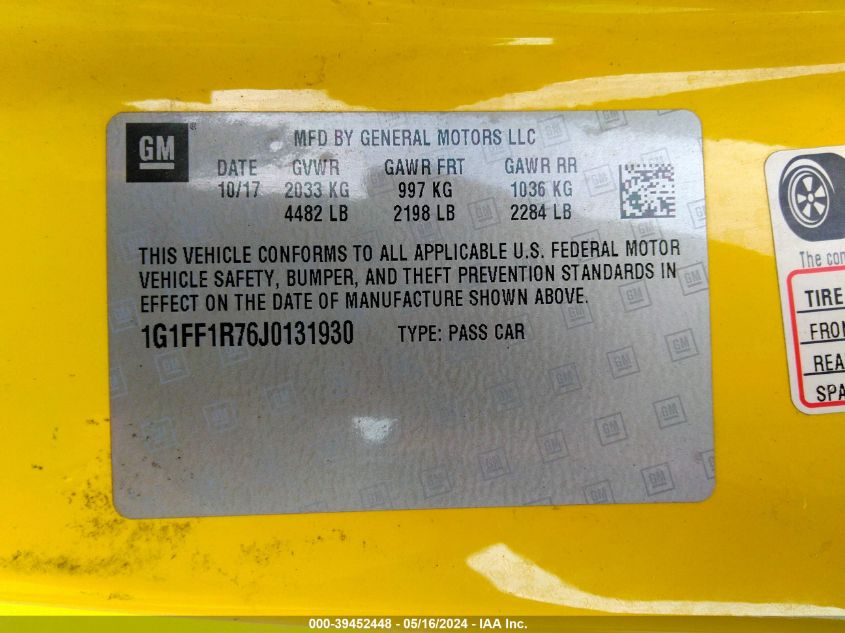 GM
MFD BY GENERAL MOTORS LLC
DATE GVWR GAWR FRT GAWR RR
10/17 2033 KG 997 KG 1036 KG
4482 LB 2198 LB 2284 LB
THIS VEHICLE CONFORMS TO ALL APPLICABLE U.S. FEDERAL MOTOR
VEHICLE SAFETY, BUMPER, AND THEFT PREVENTION STANDARDS IN
EFFECT ON THE DATE OF MANUFACTURE SHOWN ABOVE.
1G1FF1R76J0131930 TYPE: PASS CAR
The
TIRE
000-39452448 - 05/16/2024 - IAA Inc.